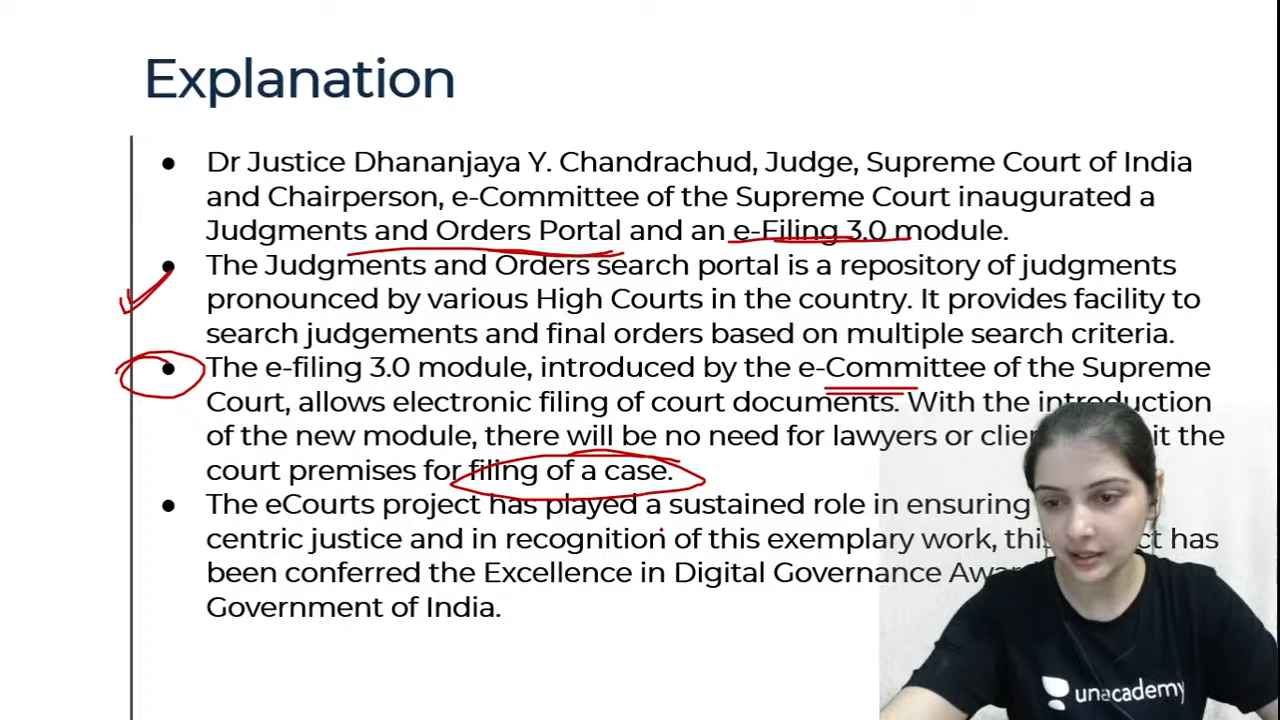 Explanation
● Dr Justice Dhananjaya Y. Chandrachud, Judge, Supreme Court of India
and Chairperson, e-Committee of the Supreme Court inaugurated a
Judgments and Orders Portal and an e-Filing 3.0 module.
● The Judgments and Orders search portal is a repository of judgments
pronounced by various High Courts in the country. It provides facility to
search judgements and final orders based on multiple search criteria.
● The e-filing 3.0 module, introduced by the e-Committee of the Supreme
Court, allows electronic filing of court documents. With the introduction
of the new module, there will be no need for lawyers or the
court premises for filing of a case.
● The eCourts project has played a sustained role in ensuring
centric justice and in recognition of this exemplary work, has
been conferred the Excellence in Digital Governance
Government of India.
unacademy